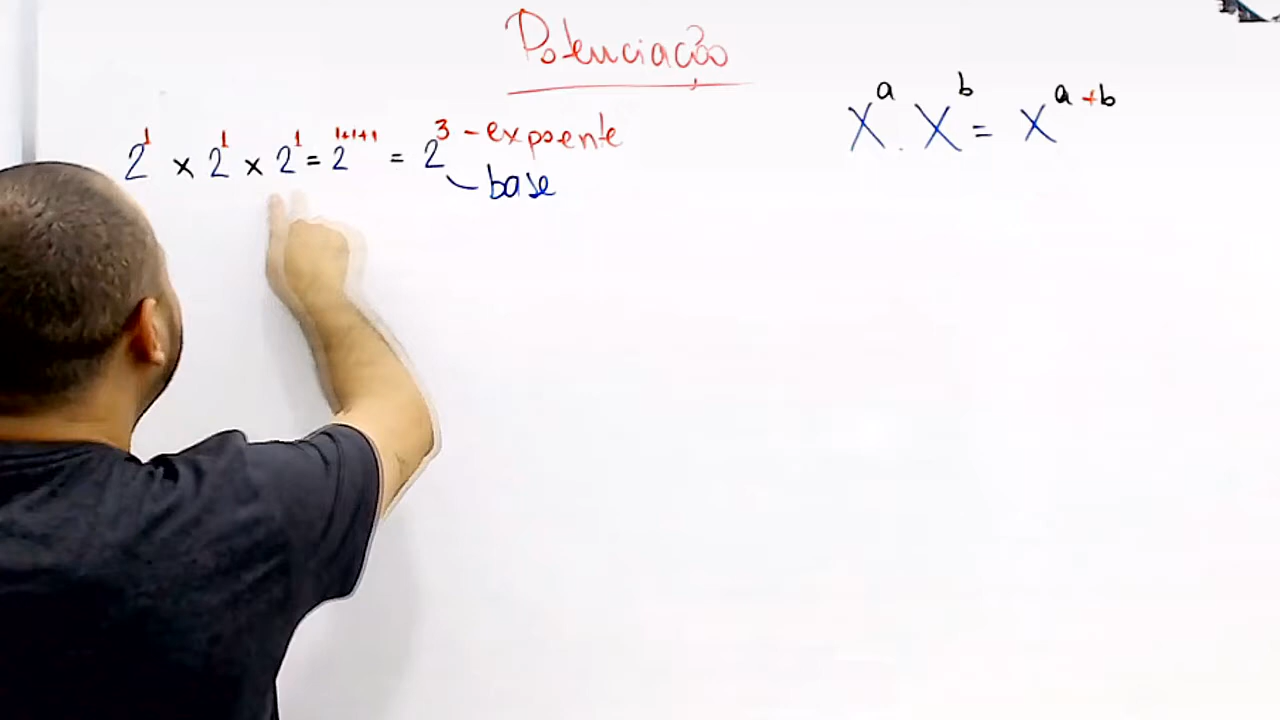 Potenciação
2¹ x 2¹ x 2¹ = 2¹⁺¹⁺¹ = 2³ - expoente
base
Xᵃ . Xᵇ = Xᵃ⁺ᵇ